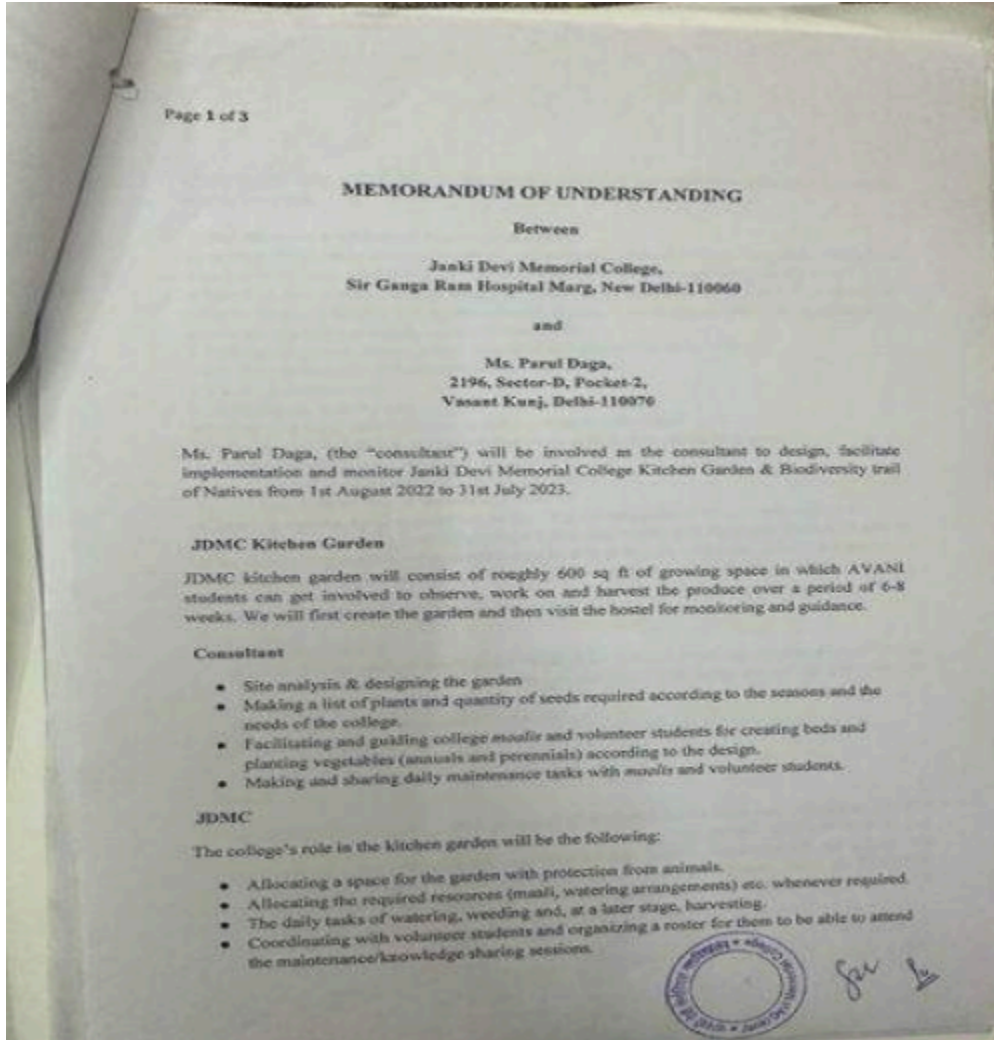 Page 1 of 3
MEMORANDUM OF UNDERSTANDING
Between
Janki Devi Memorial College,
Sir Ganga Ram Hospital Marg, New Delhi-110060
and
Ms. Parul Daga,
2196, Sector-D, Pocket-2,
Vasant Kunj, Delhi-110070
Ms. Parul Daga, (the “consultant”) will be involved as the consultant to design, facilitate
implementation and monitor Janki Devi Memorial College Kitchen Garden & Biodiversity trail
of Natives from 1st August 2022 to 31st July 2023.
JDMC Kitchen Garden
JDMC kitchen garden will consist of roughly 600 sq ft of growing space in which AVANI
students can get involved to observe, work on and harvest the produce over a period of 6-8
weeks. We will first create the garden and then visit the hostel for monitoring and guidance.
Consultant
• Site analysis & designing the garden
• Making a list of plants and quantity of seeds required according to the seasons and the
needs of the college.
• Facilitating and guiding college maalis and volunteer students for creating beds and
planting vegetables (annuals and perennials) according to the design.
• Making and sharing daily maintenance tasks with maalis and volunteer students.
JDMC
The college’s role in the kitchen garden will be the following:
• Allocating a space for the garden with protection from animals.
• Allocating the required resources (maali, watering arrangements) etc. whenever required.
• The daily tasks of watering, weeding and, at a later stage, harvesting.
• Coordinating with volunteer students and organizing a roster for them to be able to attend
the maintenance/knowledge sharing sessions.